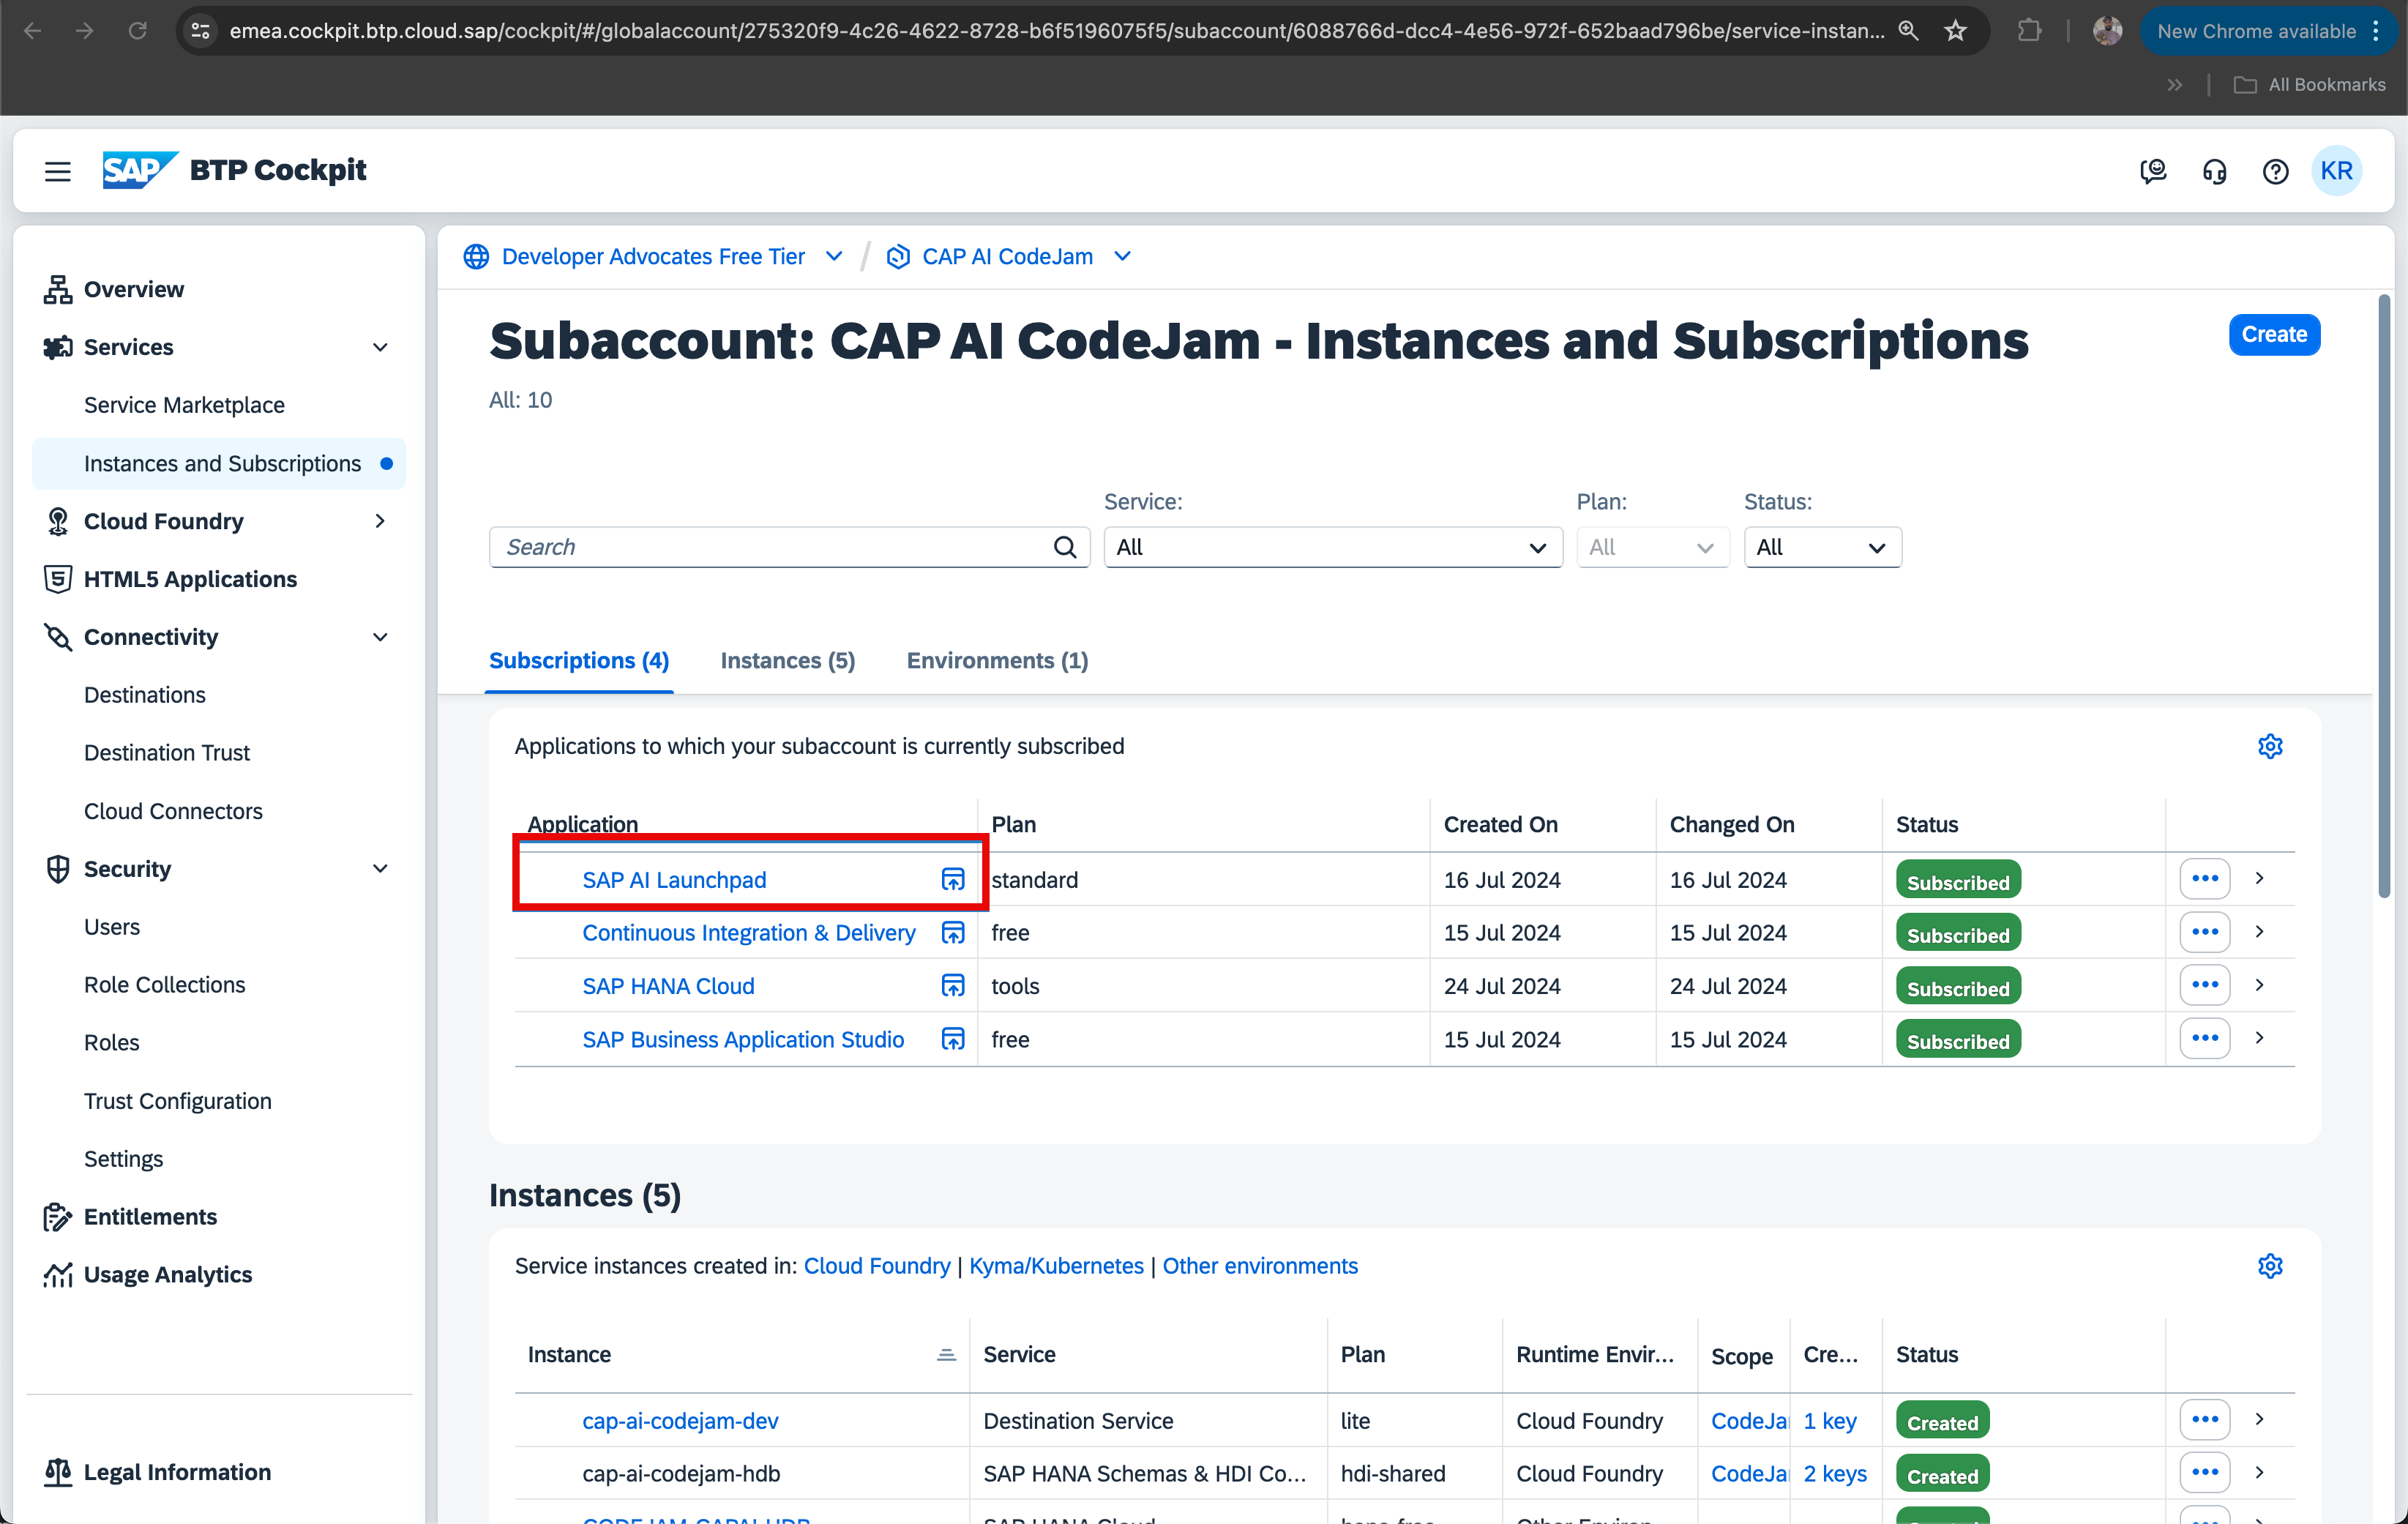 emea.cockpit.btp.cloud.sap/cockpit/#/globalaccount/275320f9-4c26-4622-8728-b6f5196075f5/subaccount/6088766d-dcc4-4e56-972f-652baad796be/service-instan...
New Chrome available
All Bookmarks
SAP BTP Cockpit
KR
Overview
Services
Service Marketplace
Instances and Subscriptions
Cloud Foundry
HTML5 Applications
Connectivity
Destinations
Destination Trust
Cloud Connectors
Security
Users
Role Collections
Roles
Trust Configuration
Settings
Entitlements
Usage Analytics
Legal Information
Developer Advocates Free Tier / CAP AI CodeJam
Subaccount: CAP AI CodeJam - Instances and Subscriptions
Create
All: 10
Service: Plan: Status:
Search All All All
Subscriptions (4) Instances (5) Environments (1)
Applications to which your subaccount is currently subscribed
Application Plan Created On Changed On Status
SAP AI Launchpad standard 16 Jul 2024 16 Jul 2024 Subscribed
Continuous Integration & Delivery free 15 Jul 2024 15 Jul 2024 Subscribed
SAP HANA Cloud tools 24 Jul 2024 24 Jul 2024 Subscribed
SAP Business Application Studio free 15 Jul 2024 15 Jul 2024 Subscribed
Instances (5)
Service instances created in: Cloud Foundry | Kyma/Kubernetes | Other environments
Instance Service Plan Runtime Envir... Scope Cre... Status
cap-ai-codejam-dev Destination Service lite Cloud Foundry CodeJa 1 key Created
cap-ai-codejam-hdb SAP HANA Schemas & HDI Co... hdi-shared Cloud Foundry CodeJa 2 keys Created